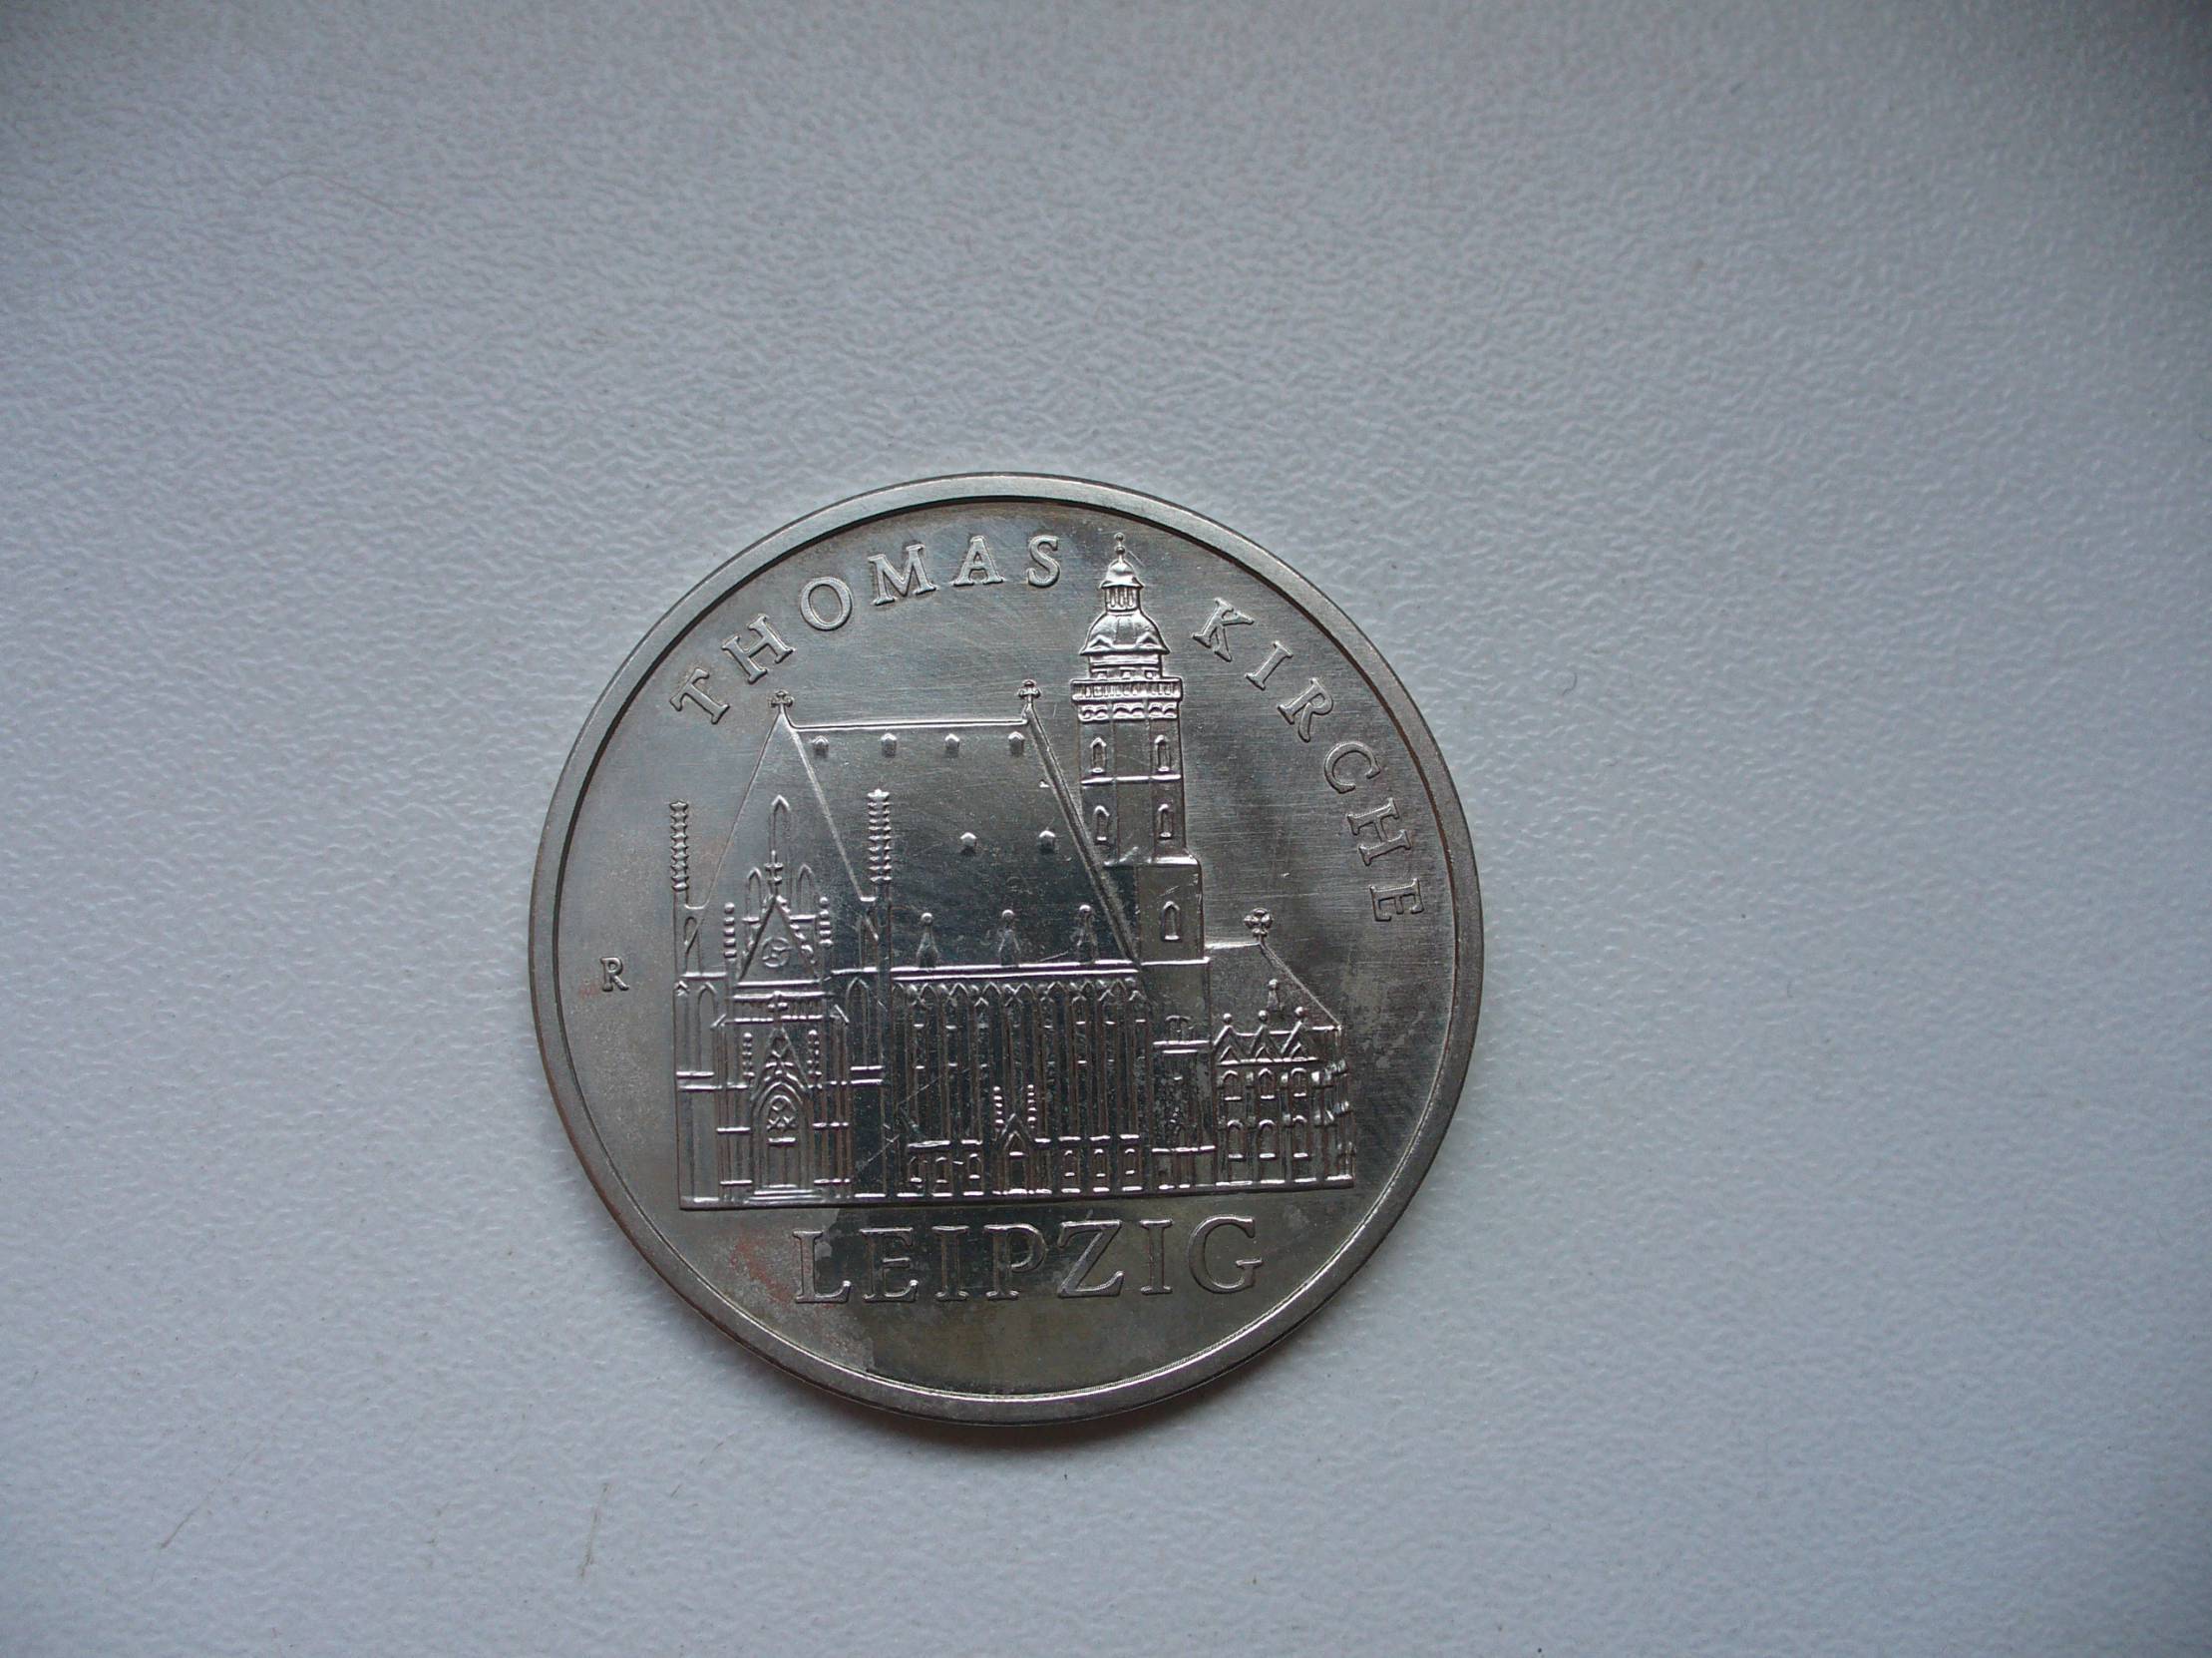 THOMAS KIRCHE
R
LEIPZIG